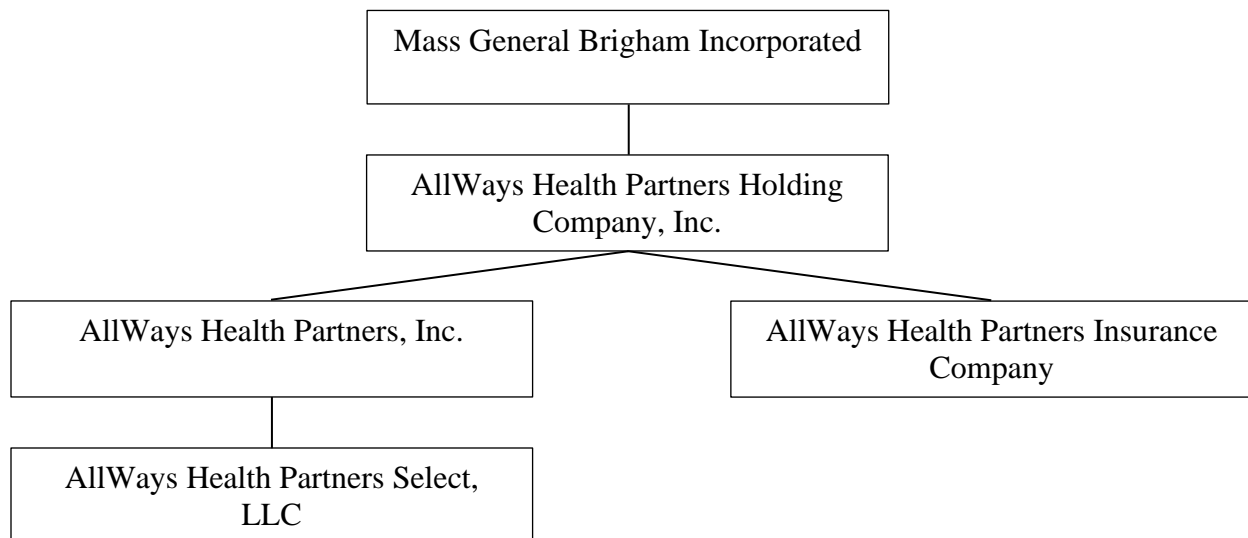 Mass General Brigham Incorporated
AllWays Health Partners Holding
Company, Inc.
AllWays Health Partners, Inc.
AllWays Health Partners Insurance
Company
AllWays Health Partners Select,
LLC